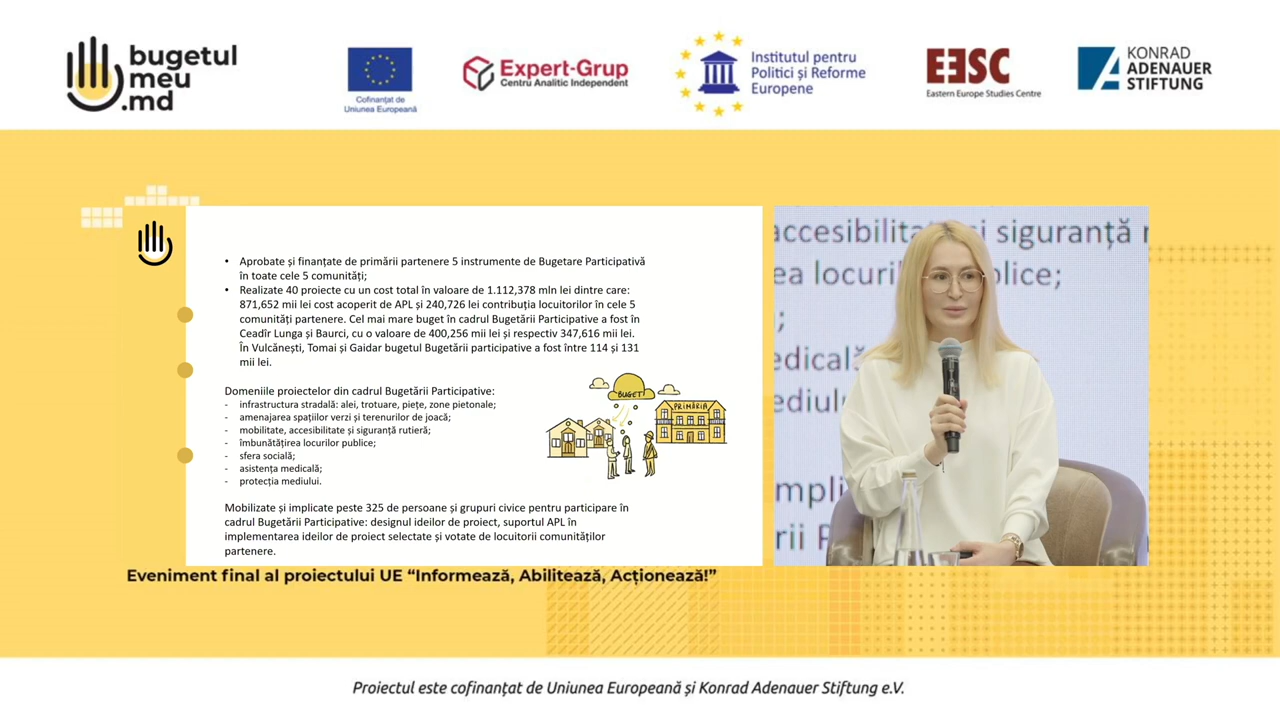 bugetul
meu
.md
Cofinanțat de
Uniunea Europeană
Expert-Grup
Centru Analitic Independent
Institutul pentru
Politici și Reforme
Europene
EESC
Eastern Europe Studies Centre
KONRAD
ADENAUER
STIFTUNG
• Aprobate și finanțate de primării partenere 5 instrumente de Bugetare Participativă
în toate cele 5 comunități;
• Realizate 40 proiecte cu un cost total în valoare de 1.112,378 mln lei dintre care:
871,652 mii lei cost acoperit de APL și 240,726 lei contribuția locuitorilor în cele 5
comunități partenere. Cel mai mare buget în cadrul Bugetării Participative a fost în
Ceadîr Lunga și Baurci, cu o valoare de 400,256 mii lei și respectiv 347,616 mii lei.
În Vulcănești, Tomai și Gaidar bugetul Bugetării participative a fost între 114 și 131
mii lei.
Domeniile proiectelor din cadrul Bugetării Participative:
- infrastructura stradală: alei, trotuare, piețe, zone pietonale;
- amenajarea spatiilor verzi și terenurilor de joacă;
- mobilitate, accesibilitate și siguranță rutieră;
- îmbunătățirea locurilor publice;
- sfera socială;
- asistența medicală;
- protecția mediului.
BUGET
PRIMĂRIA
Mobilizate și implicate peste 325 de persoane și grupuri civice pentru participare în
cadrul Bugetării Participative: designul ideilor de proiect, suportul APL în
implementarea ideilor de proiect selectate și votate de locuitorii comunităților
partenere.
accesibilita și siguranță r
ea locuril lice;
;
edicală
ediulu
mpli
rii P
Eveniment final al proiectului UE “Informează, Abilitează, Acționează!”
Proiectul este cofinanțat de Uniunea Europeană și Konrad Adenauer Stiftung e.V.